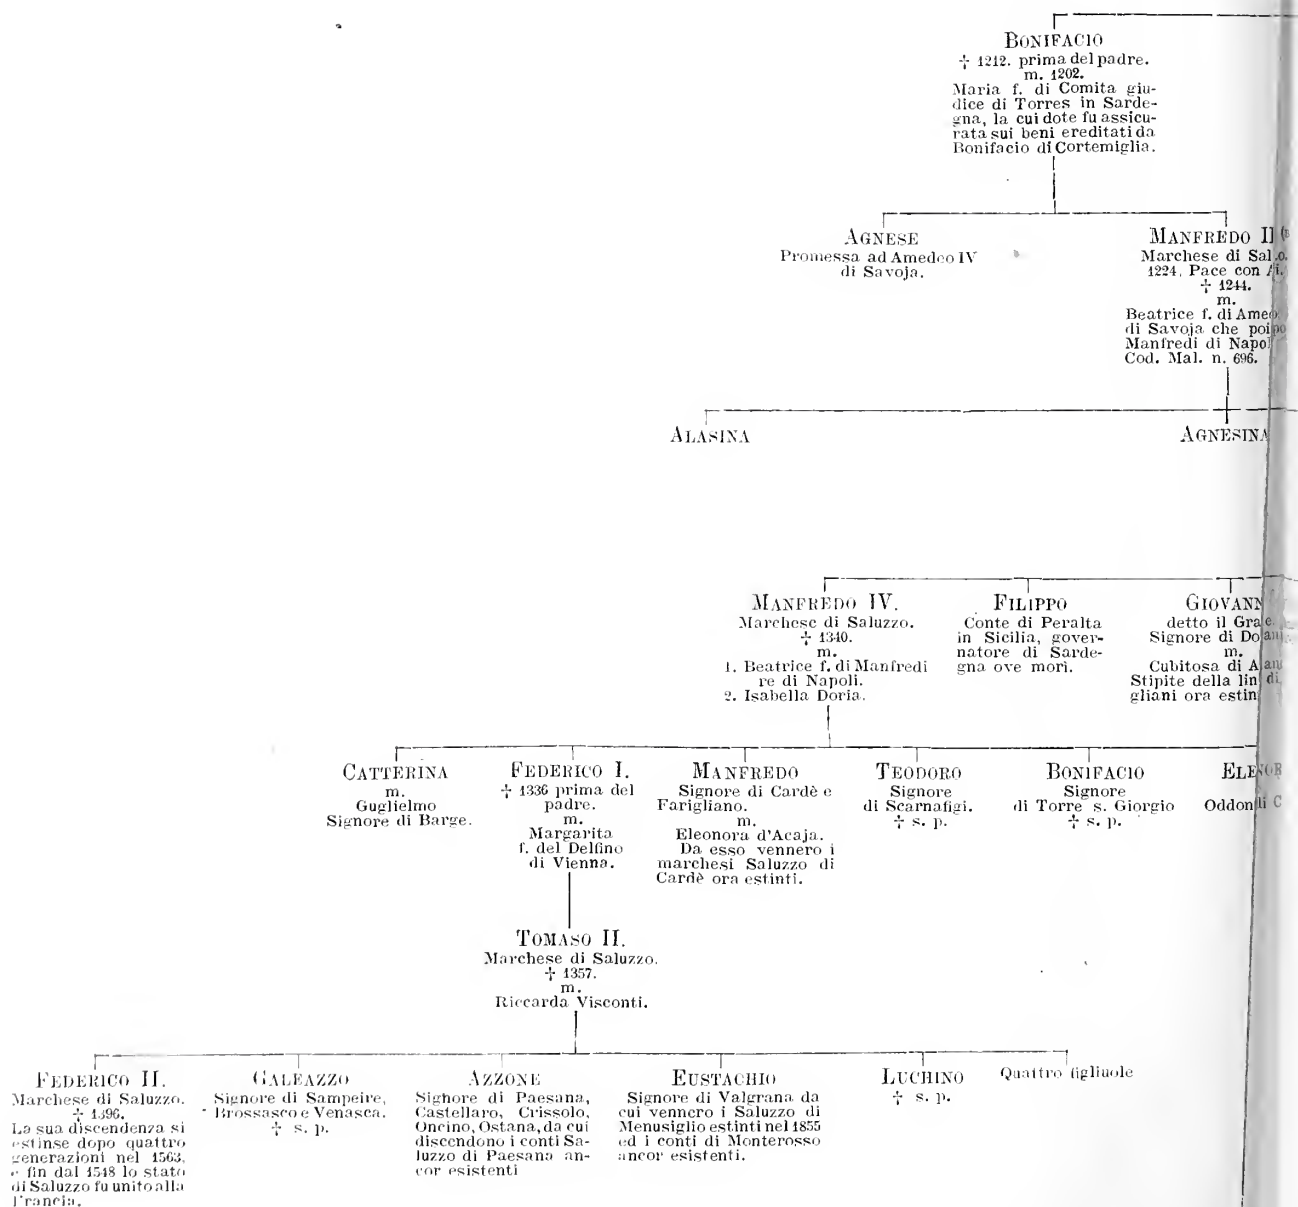 BONIFACIO
† 1212. prima del padre.
m. 1202.
Maria f. di Comita giu-
dice di Torres in Sarde-
gna, la cui dote fu assicu-
rata sui beni ereditati da
Bonifacio di Cortemiglia.
AGNESE
Promessa ad Amedeo IV
di Savoja.
MANFREDO II
Marchese di Sal
1224. Pace con
† 1244.
m.
Beatrice f. di Amed
di Savoja che poi
Manfredi di Napol
Cod. Mal. n. 696.
ALASINA
AGNESINA
MANFREDO IV.
Marchese di Saluzzo.
† 1340.
m.
1. Beatrice f. di Manfredi
re di Napoli.
2. Isabella Doria.
FILIPPO
Conte di Peralta
in Sicilia, gover-
natore di Sarde-
gna ove morì.
GIOVANN
detto il Gra
Signore di Do
m.
Cubitosa di A
Stipite della lin
gliani ora estin
CATTERINA
m.
Guglielmo
Signore di Barge.
FEDERICO I.
† 1336 prima del
padre.
m.
Margarita
f. del Delfino
di Vienna.
MANFREDO
Signore di Cardè e
Farigliano.
m.
Eleonora d'Acaja.
Da esso vennero i
marchesi Saluzzo di
Cardè ora estinti.
TEODORO
Signore
di Scarnafigi.
† s. p.
BONIFACIO
Signore
di Torre s. Giorgio
† s. p.
ELENOR
Oddon di C
TOMASO II.
Marchese di Saluzzo.
† 1357.
m.
Riccarda Visconti.
FEDERICO II.
Marchese di Saluzzo.
† 1396.
La sua discendenza si
estinse dopo quattro
generazioni nel 1563,
e fin dal 1548 lo stato
di Saluzzo fu unito alla
Francia.
GALEAZZO
Signore di Sampeire,
Brossasco e Venasca.
† s. p.
AZZONE
Signore di Paesana,
Castellaro, Crissolo,
Oncino, Ostana, da cui
discendono i conti Sa-
luzzo di Paesana an-
cor esistenti
EUSTACHIO
Signore di Valgrana da
cui vennero i Saluzzo di
Menusiglio estinti nel 1855
ed i conti di Monterosso
ancor esistenti.
LUCHINO
† s. p.
Quattro figliuole